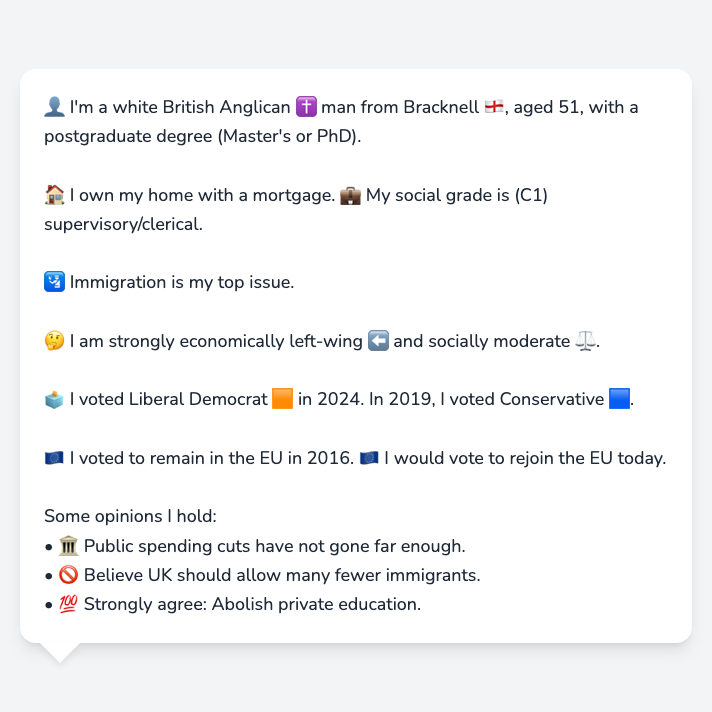 👤 I'm a white British Anglican ✝️ man from Bracknell 🏴󠁧󠁢󠁥󠁮󠁧󠁿, aged 51, with a
postgraduate degree (Master's or PhD).
🏠 I own my home with a mortgage. 💼 My social grade is (C1)
supervisory/clerical.
🛂 Immigration is my top issue.
🤔 I am strongly economically left-wing ⬅️ and socially moderate ⚖️.
🗳️ I voted Liberal Democrat 🟧 in 2024. In 2019, I voted Conservative 🟦.
🇪🇺 I voted to remain in the EU in 2016. 🇪🇺 I would vote to rejoin the EU today.
Some opinions I hold:
• 🏛️ Public spending cuts have not gone far enough.
• 🚫 Believe UK should allow many fewer immigrants.
• 💯 Strongly agree: Abolish private education.